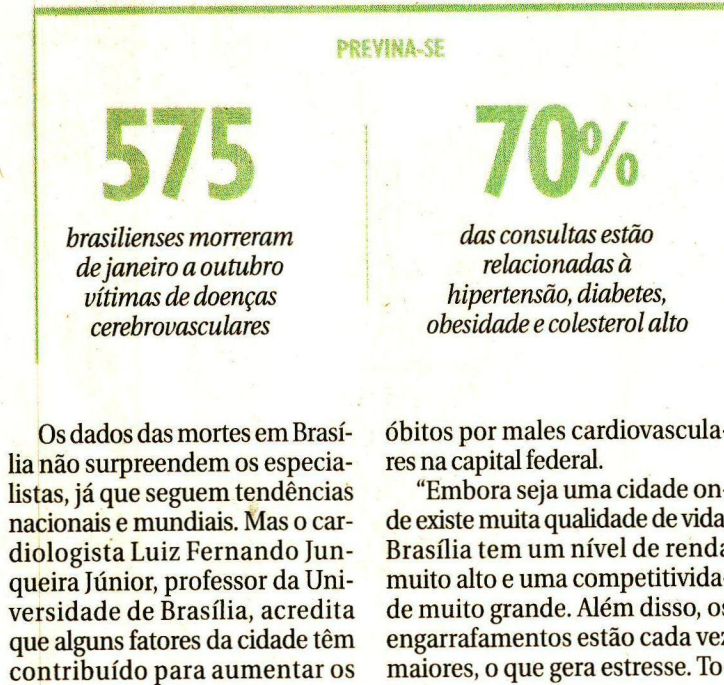 PREVINA-SE
575
brasilienses morreram
de janeiro a outubro
vítimas de doenças
cerebrovasculares
70%
das consultas estão
relacionadas à
hipertensão, diabetes,
obesidade e colesterol alto
Os dados das mortes em Brasí-
lia não surpreendem os especia-
listas, já que seguem tendências
nacionais e mundiais. Mas o car-
diologista Luiz Fernando Jun-
queira Júnior, professor da Uni-
versidade de Brasília, acredita
que alguns fatores da cidade têm
contribuído para aumentar os
óbitos por males cardiovascula-
res na capital federal.
“Embora seja uma cidade on-
de existe muita qualidade de vida
Brasília tem um nível de renda
muito alto e uma competitivida-
de muito grande. Além disso, os
engarrafamentos estão cada vez
maiores, o que gera estresse. To